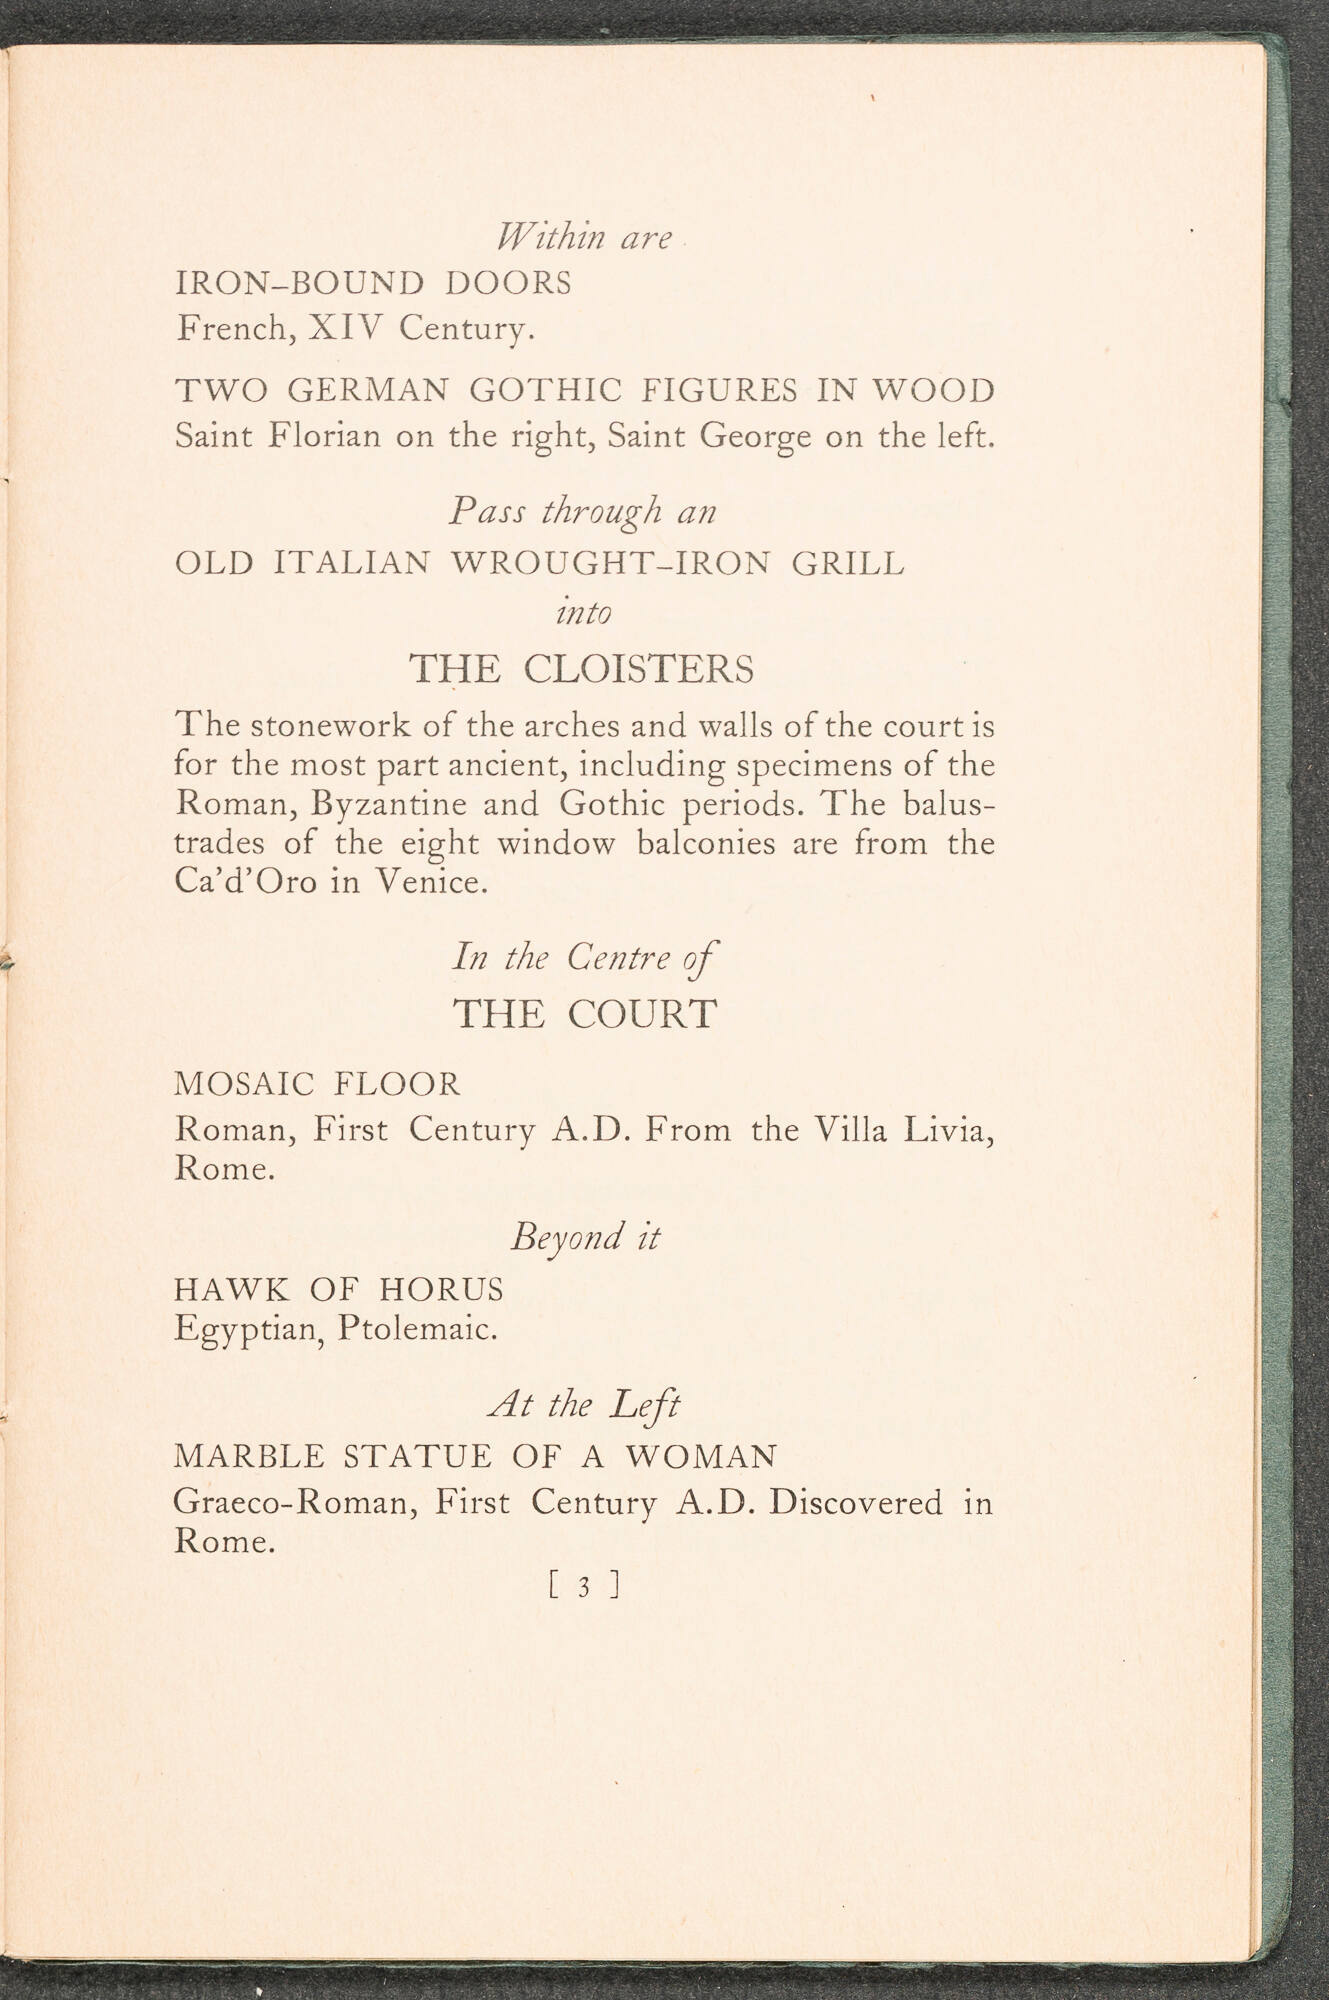 Within are
IRON–BOUND DOORS
French, XIV Century.
TWO GERMAN GOTHIC FIGURES IN WOOD
Saint Florian on the right, Saint George on the left.
Pass through an
OLD ITALIAN WROUGHT–IRON GRILL
into
THE CLOISTERS
The stonework of the arches and walls of the court is
for the most part ancient, including specimens of the
Roman, Byzantine and Gothic periods. The balus-
trades of the eight window balconies are from the
Ca'd'Oro in Venice.
In the Centre of
THE COURT
MOSAIC FLOOR
Roman, First Century A.D. From the Villa Livia,
Rome.
Beyond it
HAWK OF HORUS
Egyptian, Ptolemaic.
At the Left
MARBLE STATUE OF A WOMAN
Graeco-Roman, First Century A.D. Discovered in
Rome.
[ 3 ]